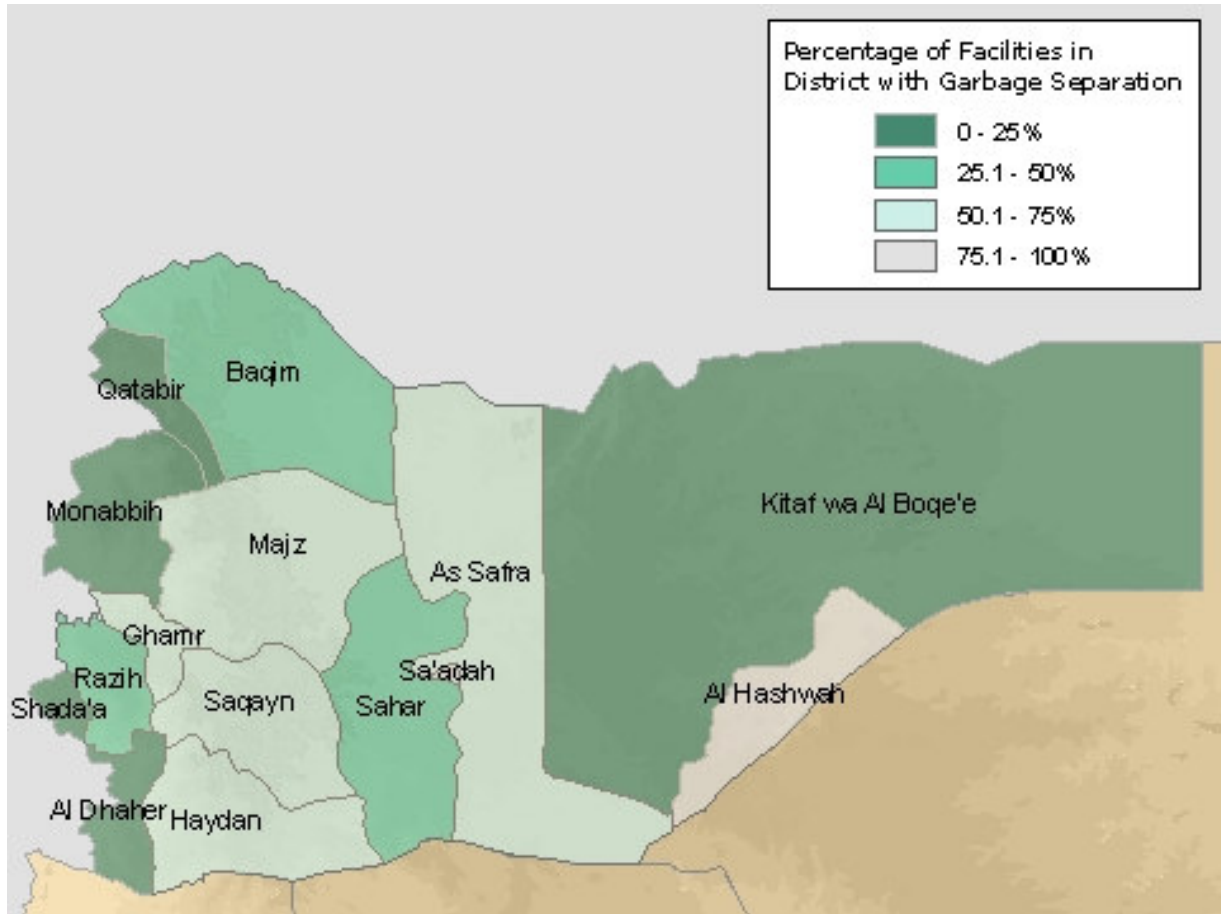 Percentage of Facilities in
District with Garbage Separation
0 - 25%
25.1 - 50%
50.1 - 75%
75.1 - 100%
Baqim
Qatabir
Monabbih
Kitaf wa Al Boqe'e
Majz
As Safra
Ghamr
Razih
Sa'adah
Shada'a
Saqayn
Sahar
Al Hashwah
Al Dhaher
Haydan